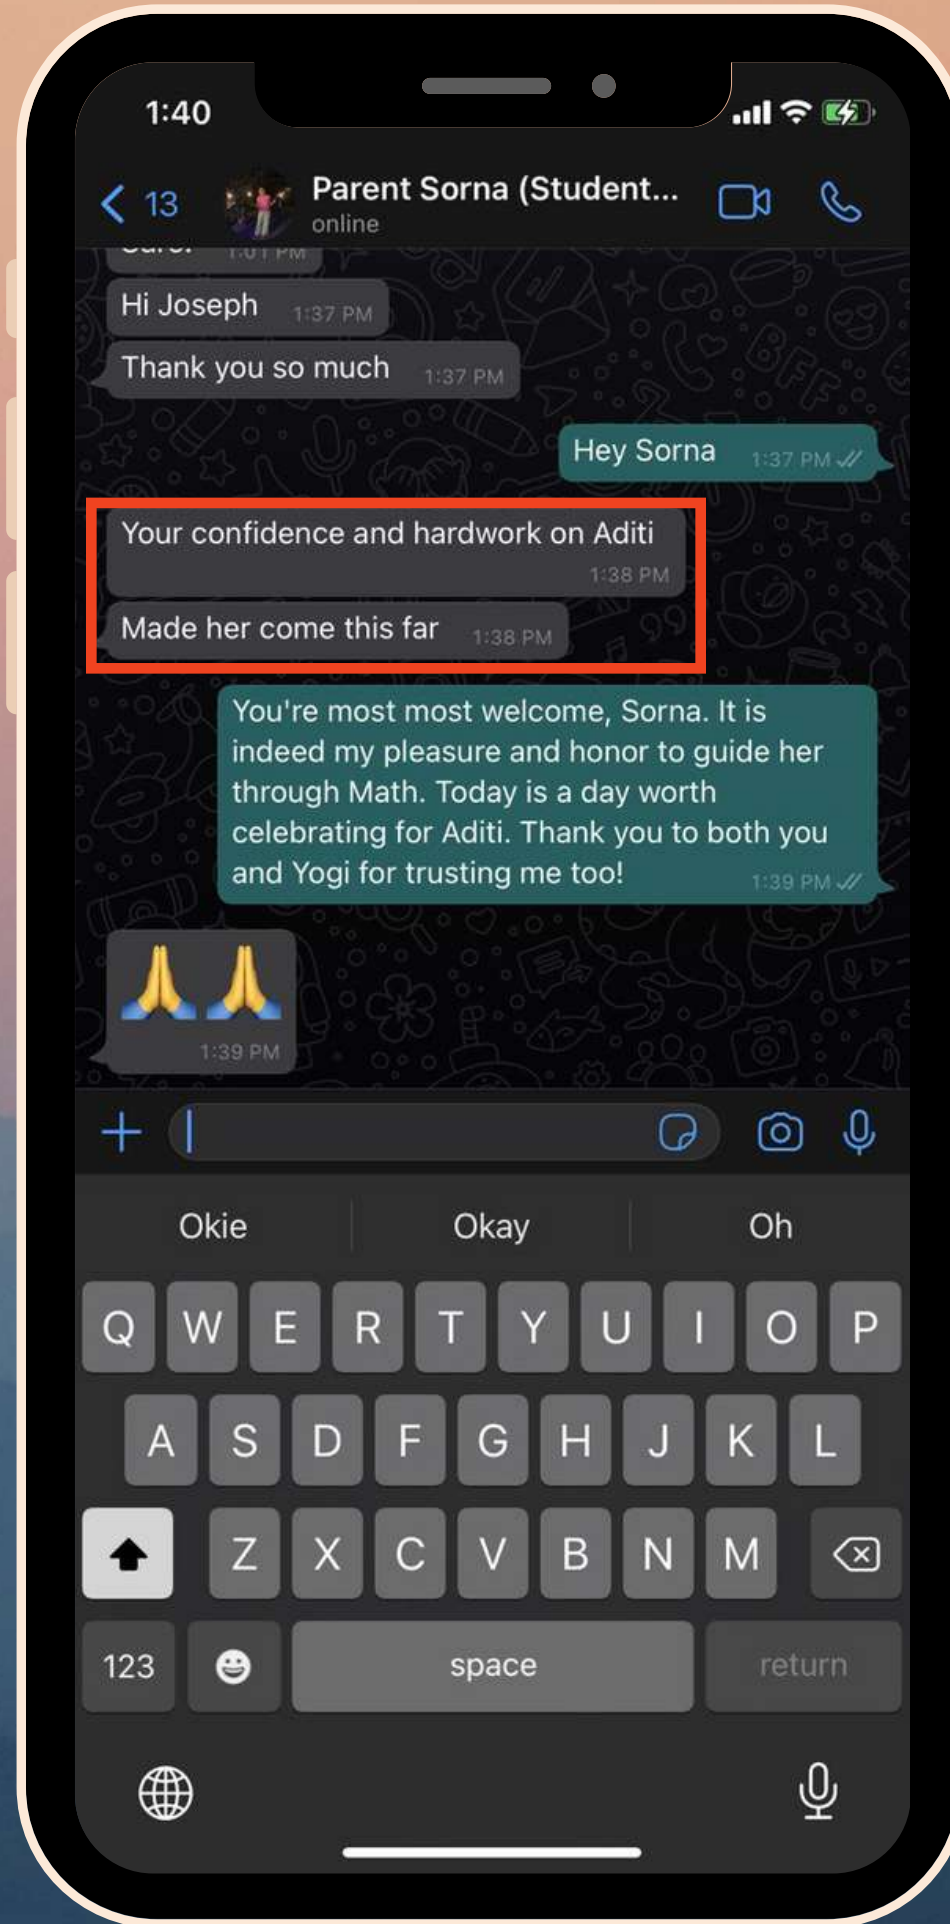 1:40
13
Parent Sorna (Student...
online
1:01 PM
Hi Joseph 1:37 PM
Thank you so much 1:37 PM
Hey Sorna 1:37 PM
Your confidence and hardwork on Aditi
1:38 PM
Made her come this far 1:38 PM
You're most most welcome, Sorna. It is
indeed my pleasure and honor to guide her
through Math. Today is a day worth
celebrating for Aditi. Thank you to both you
and Yogi for trusting me too! 1:39 PM
1:39 PM
Okie Okay Oh
Q W E R T Y U I O P
A S D F G H J K L
Z X C V B N M
123 space return